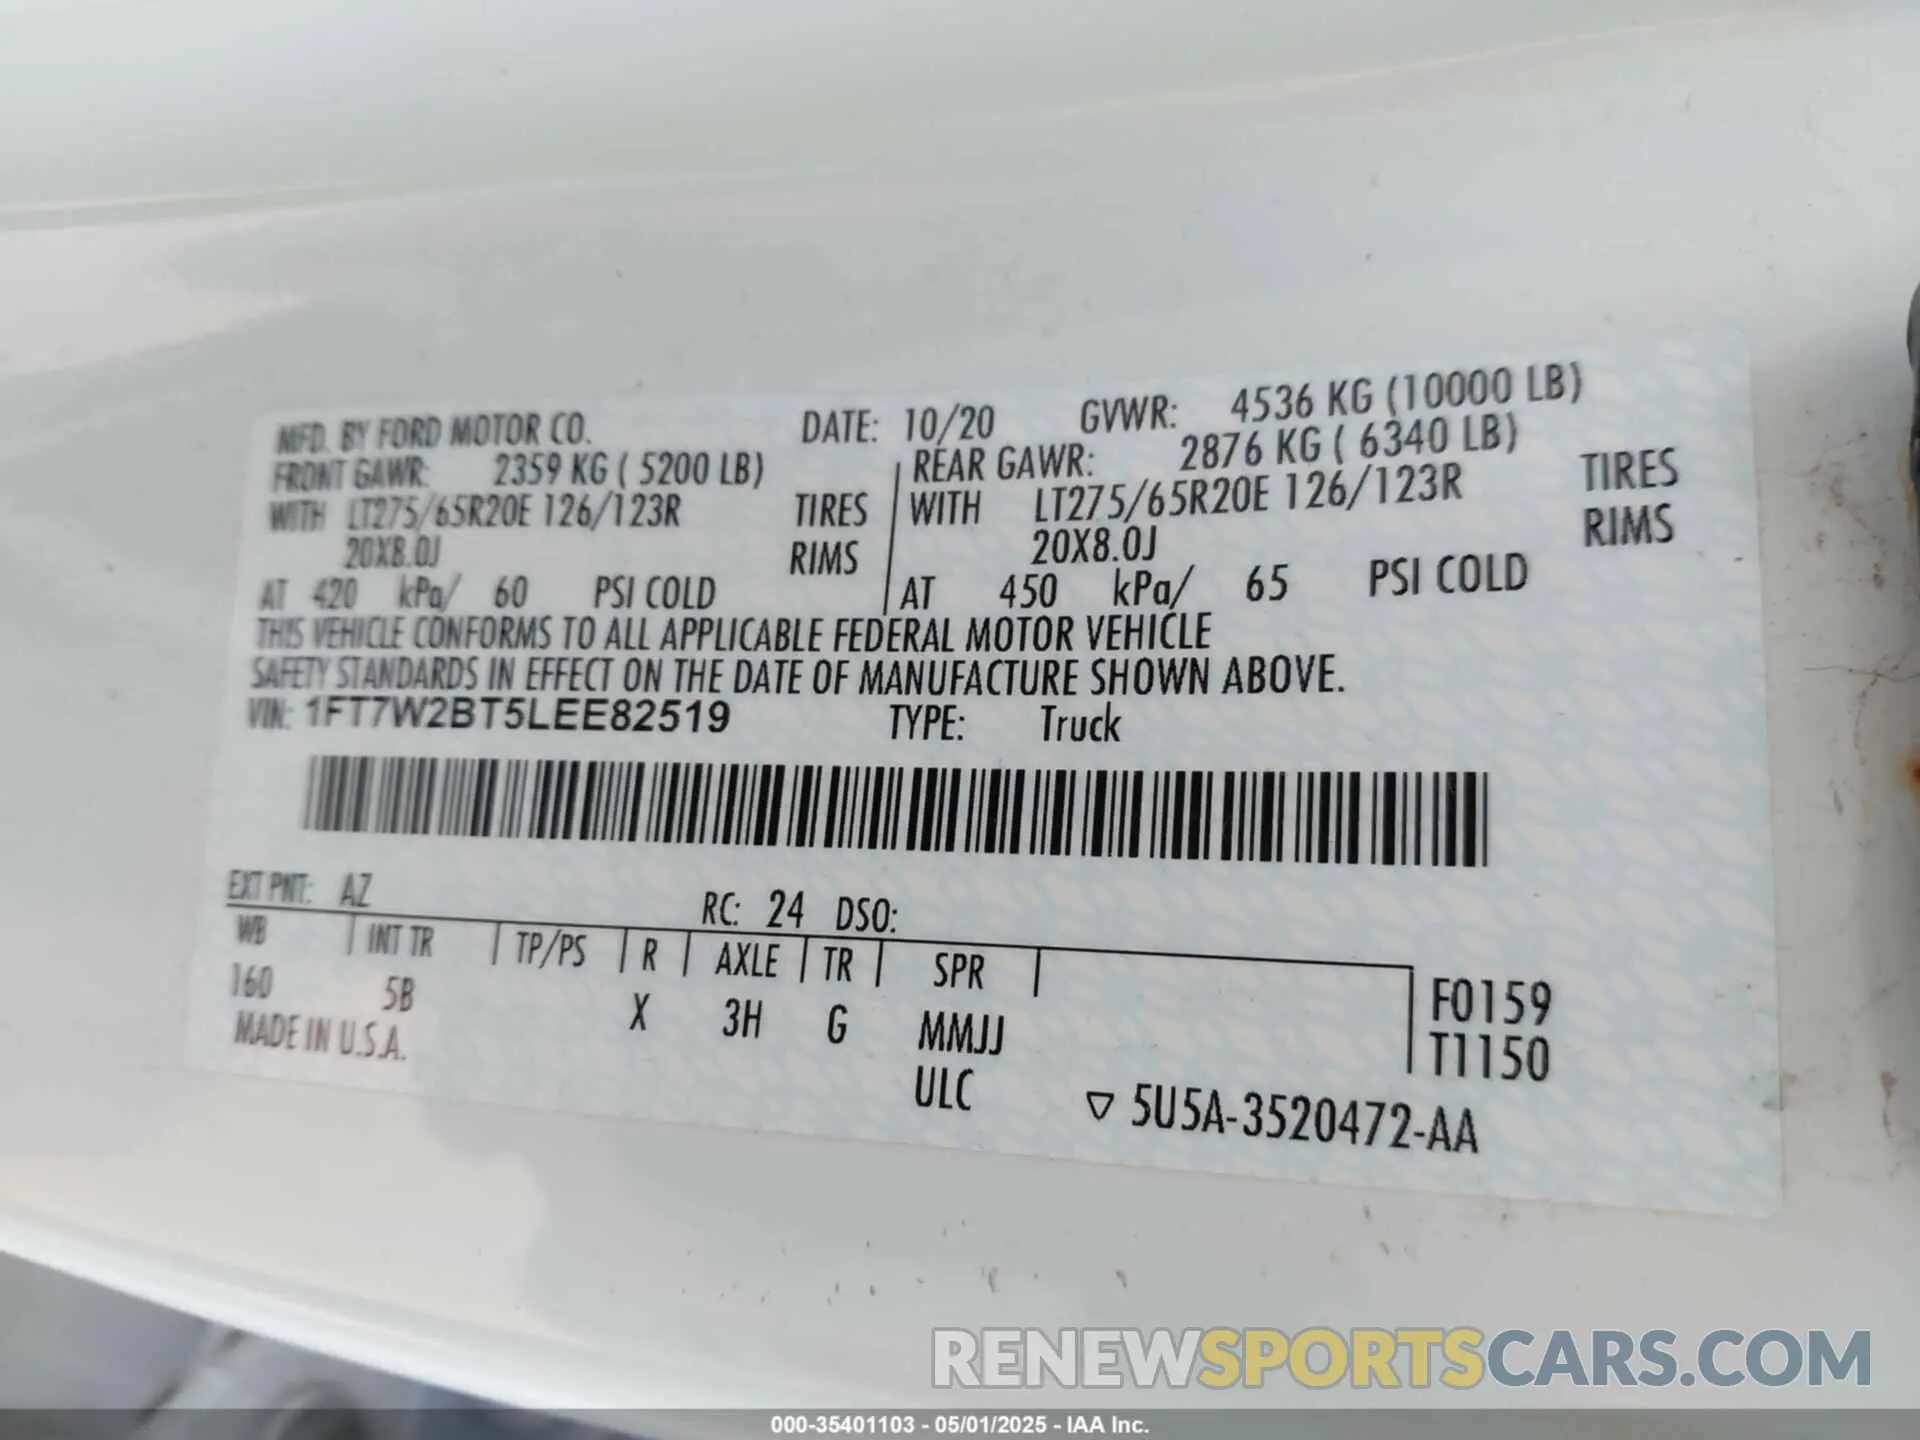 MFD. BY FORD MOTOR CO. DATE: 10/20 GVWR: 4536 KG (10000 LB)
FRONT GAWR: 2359 KG ( 5200 LB) REAR GAWR: 2876 KG ( 6340 LB)
WITH LT275/65R20E 126/123R TIRES WITH LT275/65R20E 126/123R TIRES
20X8.0J RIMS 20X8.0J RIMS
AT 420 kPa/ 60 PSI COLD AT 450 kPa/ 65 PSI COLD
THIS VEHICLE CONFORMS TO ALL APPLICABLE FEDERAL MOTOR VEHICLE
SAFETY STANDARDS IN EFFECT ON THE DATE OF MANUFACTURE SHOWN ABOVE.
VIN: 1FT7W2BT5LEE82519 TYPE: Truck
EXT PNT: AZ RC: 24 DSO:
WB INT TR TP/PS R AXLE TR SPR
160 5B X 3H G MMJJ F0159
MADE IN U.S.A. ULC T1150
▽ 5U5A-3520472-AA
RENEWSPORTSCARS.COM
000-35401103 - 05/01/2025 - IAA Inc.